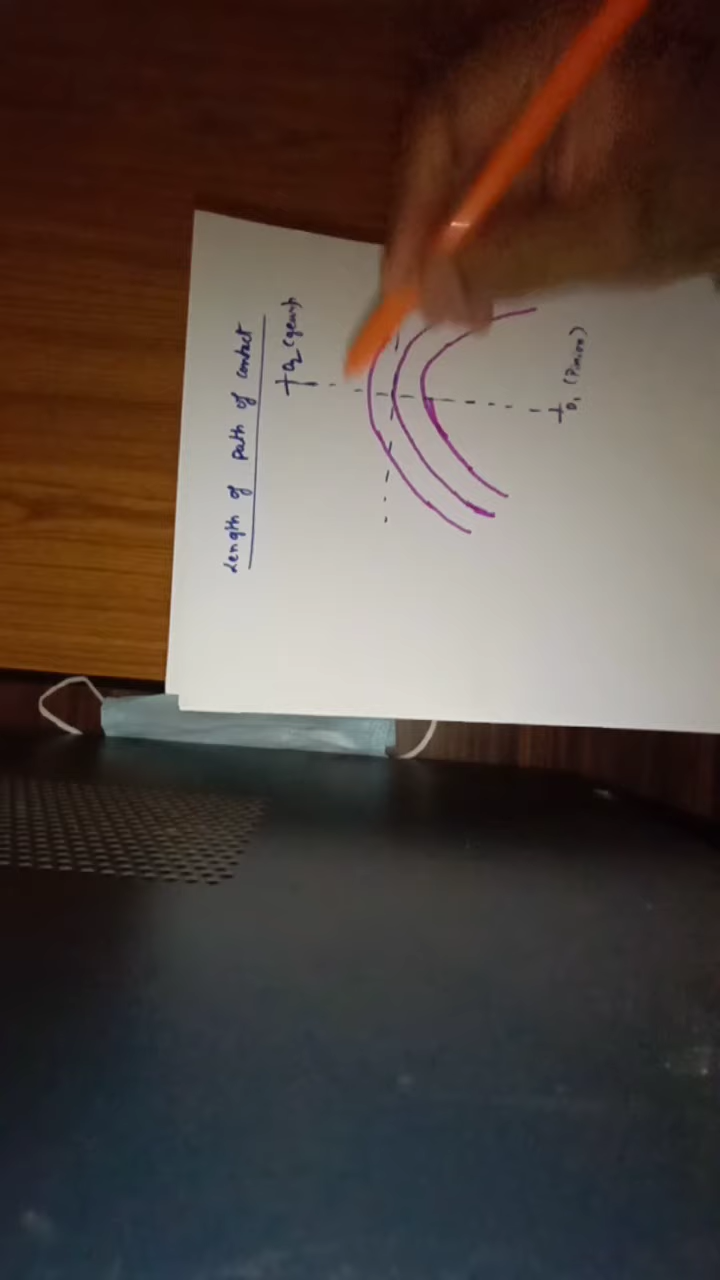 Length of path of contact
O2 (gear)
O1 (Pinion)